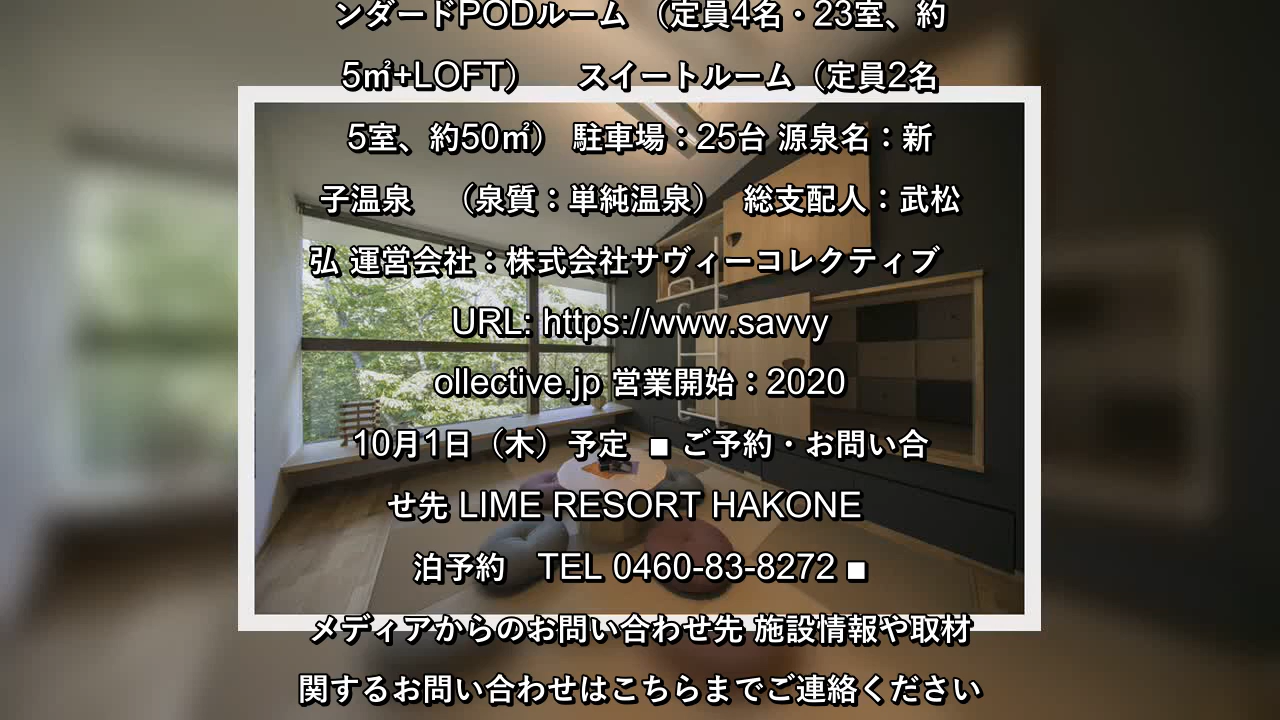 ンダードPODルーム （定員4名・23室、約
5㎡+LOFT）　 スイートルーム（定員2名
5室、約50㎡） 駐車場：25台 源泉名：新
子温泉　（泉質：単純温泉）　総支配人：武松
弘 運営会社：株式会社サヴィーコレクティブ
URL: https://www.savvy
ollective.jp 営業開始：2020
10月1日（木）予定 ■ ご予約・お問い合
せ先 LIME RESORT HAKONE
泊予約　TEL 0460-83-8272 ■
メディアからのお問い合わせ先 施設情報や取材
関するお問い合わせはこちらまでご連絡ください